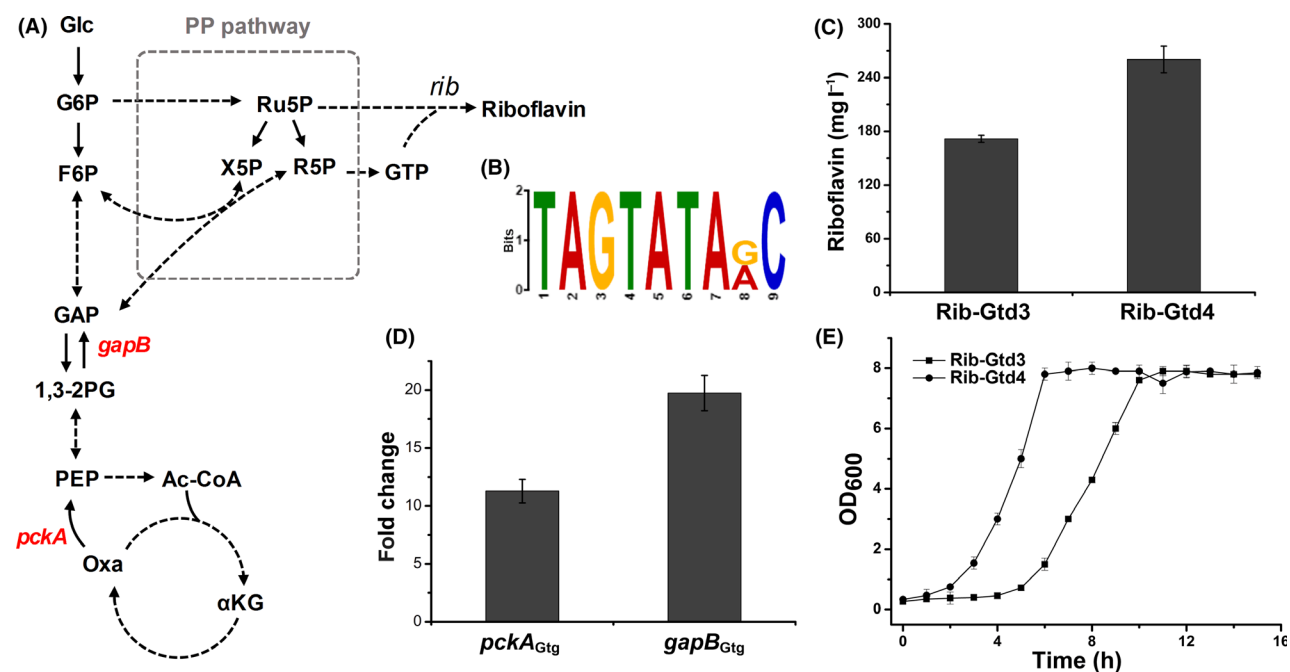 (A)
Glc
PP pathway
G6P
Ru5P
rib
Riboflavin
F6P
X5P
R5P
GTP
GAP
gapB
1,3-2PG
PEP
Ac-CoA
pckA
Oxa
αKG
(B)
Bits
2
1
0
TAGTATAGC
A
1 2 3 4 5 6 7 8 9
(C)
Riboflavin (mg l⁻¹)
300
240
180
120
60
0
Rib-Gtd3
Rib-Gtd4
(D)
Fold change
20
15
10
5
0
pckAGtg
gapBGtg
(E)
Rib-Gtd3
Rib-Gtd4
OD600
8
6
4
2
0
0 4 8 12 16
Time (h)